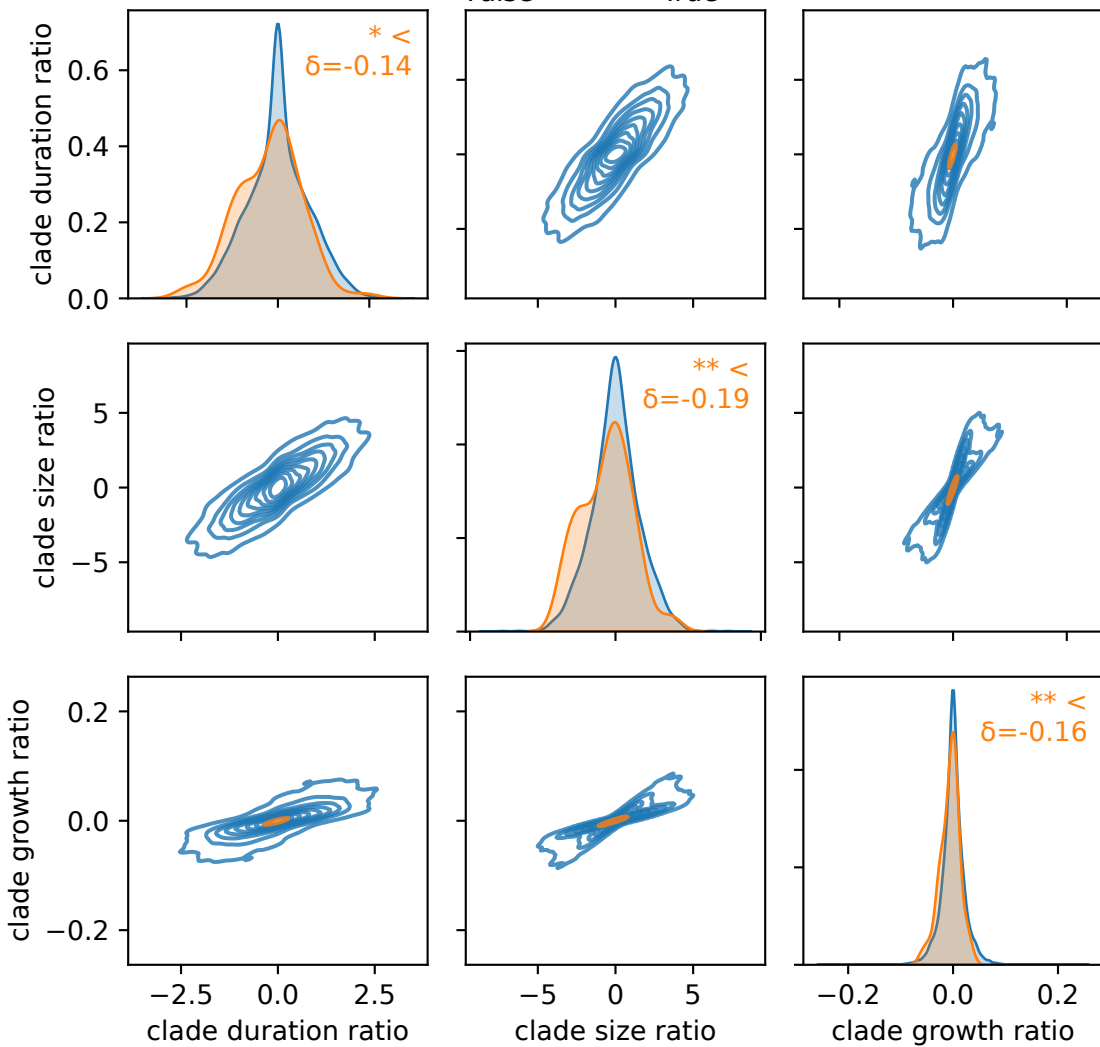 clade duration ratio
0.6
0.4
0.2
0.0
* <
δ=-0.14
clade size ratio
5
0
−5
** <
δ=-0.19
clade growth ratio
0.2
0.0
−0.2
** <
δ=-0.16
−2.5 0.0 2.5
−5 0 5
−0.2 0.0 0.2
clade duration ratio
clade size ratio
clade growth ratio